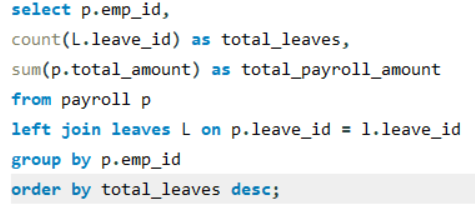 select p.emp_id,
count(L.leave_id) as total_leaves,
sum(p.total_amount) as total_payroll_amount
from payroll p
left join leaves L on p.leave_id = l.leave_id
group by p.emp_id
order by total_leaves desc;